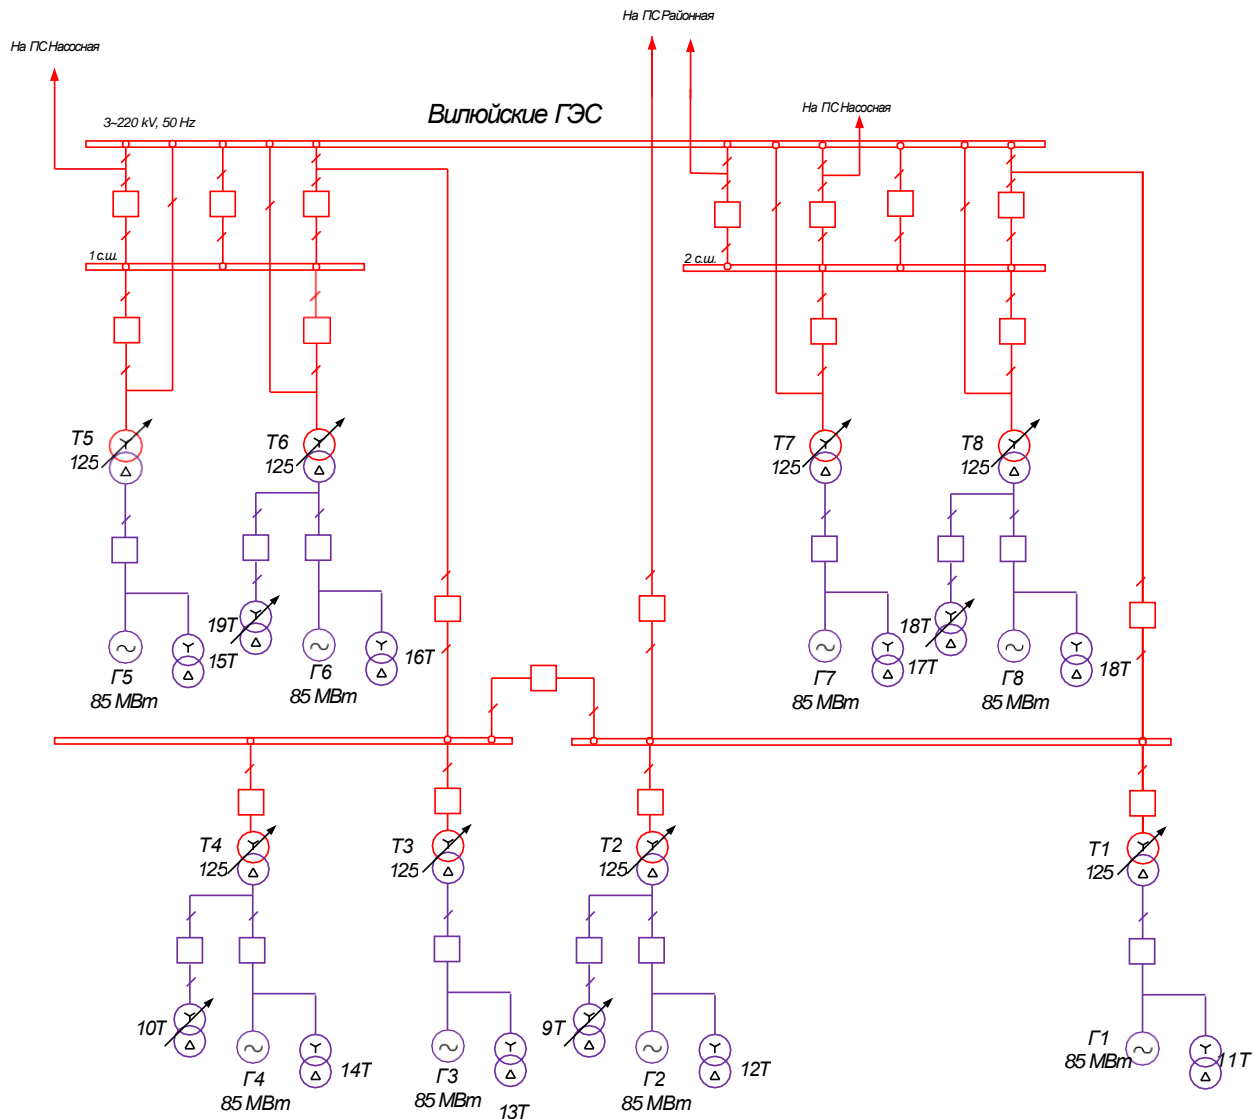 На ПС Районная
На ПС Насосная
Вилюйские ГЭС
На ПС Насосная
3~220 kV, 50 Hz
1 с.ш.
2 с.ш.
Т5
125
Т6
125
Т7
125
Т8
125
19Т
15Т
16Т
18Т
17Т
18Т
Г5
85 МВт
Г6
85 МВт
Г7
85 МВт
Г8
85 МВт
Т4
125
Т3
125
Т2
125
Т1
125
10Т
9Т
Г4
85 МВт
14Т
Г3
85 МВт
13Т
Г2
85 МВт
12Т
Г1
85 МВт
11Т